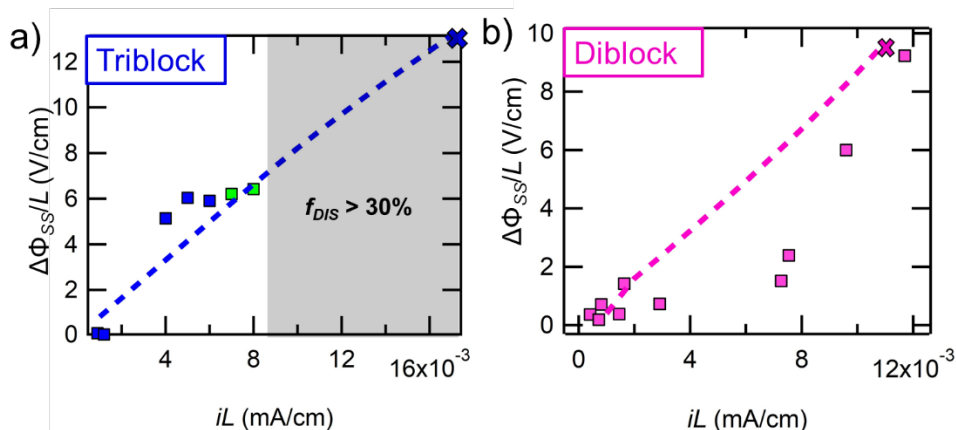 a)
Triblock
ΔΦSS/L (V/cm)
12
10
8
6
4
2
0
fDIS > 30%
4
8
12
16x10⁻³
iL (mA/cm)
b)
Diblock
ΔΦSS/L (V/cm)
10
8
6
4
2
0
0
4
8
12x10⁻³
iL (mA/cm)